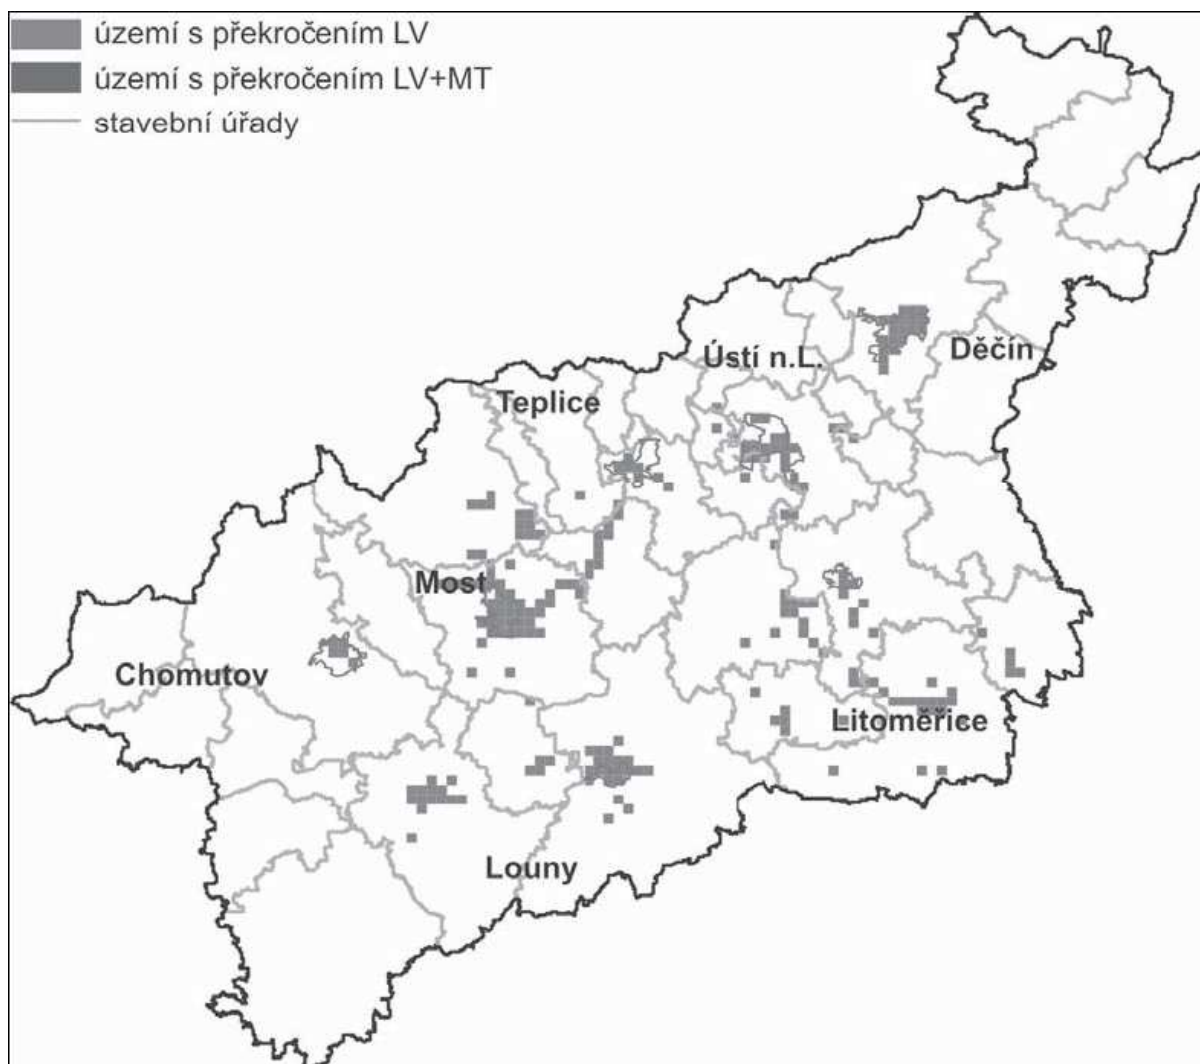 území s překročením LV
území s překročením LV+MT
stavební úřady
Ústí n.L.
Děčín
Teplice
Most
Chomutov
Litoměřice
Louny